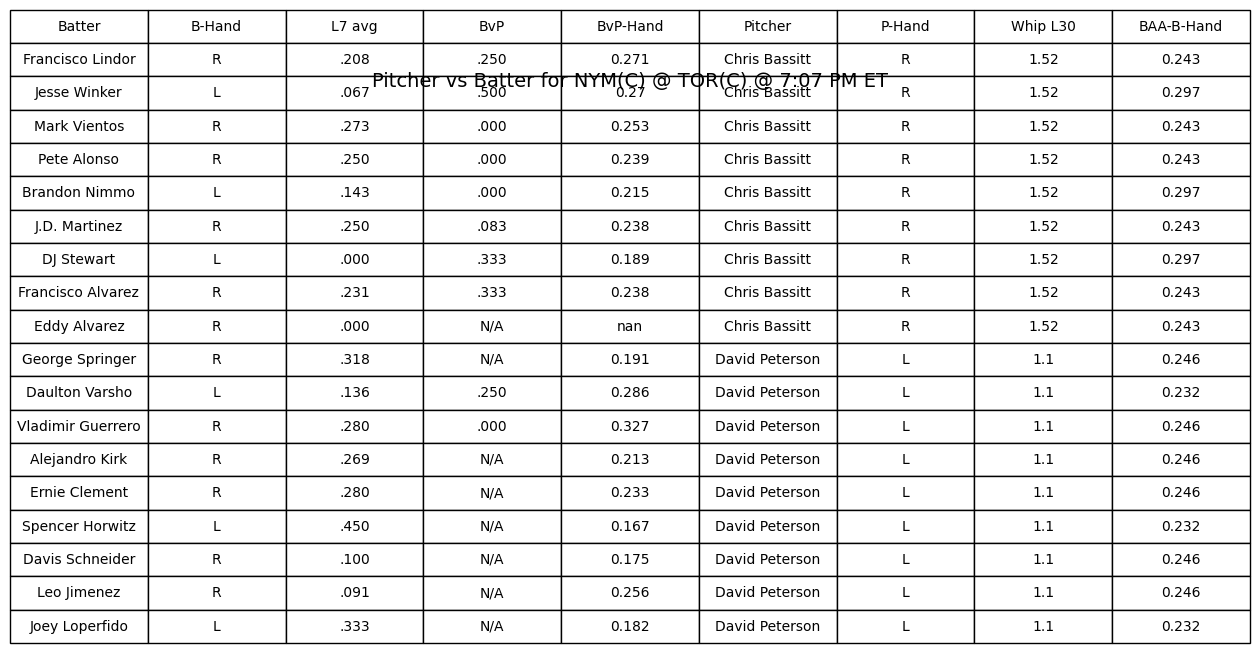 Batter B-Hand L7 avg BvP BvP-Hand Pitcher P-Hand Whip L30 BAA-B-Hand
Francisco Lindor R .208 .250 0.271 Chris Bassitt R 1.52 0.243
Pitcher vs Batter for NYM(C) @ TOR(C) @ 7:07 PM ET
Jesse Winker L .067 .500 0.27 Chris Bassitt R 1.52 0.297
Mark Vientos R .273 .000 0.253 Chris Bassitt R 1.52 0.243
Pete Alonso R .250 .000 0.239 Chris Bassitt R 1.52 0.243
Brandon Nimmo L .143 .000 0.215 Chris Bassitt R 1.52 0.297
J.D. Martinez R .250 .083 0.238 Chris Bassitt R 1.52 0.243
DJ Stewart L .000 .333 0.189 Chris Bassitt R 1.52 0.297
Francisco Alvarez R .231 .333 0.238 Chris Bassitt R 1.52 0.243
Eddy Alvarez R .000 N/A nan Chris Bassitt R 1.52 0.243
George Springer R .318 N/A 0.191 David Peterson L 1.1 0.246
Daulton Varsho L .136 .250 0.286 David Peterson L 1.1 0.232
Vladimir Guerrero R .280 .000 0.327 David Peterson L 1.1 0.246
Alejandro Kirk R .269 N/A 0.213 David Peterson L 1.1 0.246
Ernie Clement R .280 N/A 0.233 David Peterson L 1.1 0.246
Spencer Horwitz L .450 N/A 0.167 David Peterson L 1.1 0.232
Davis Schneider R .100 N/A 0.175 David Peterson L 1.1 0.246
Leo Jimenez R .091 N/A 0.256 David Peterson L 1.1 0.246
Joey Loperfido L .333 N/A 0.182 David Peterson L 1.1 0.232